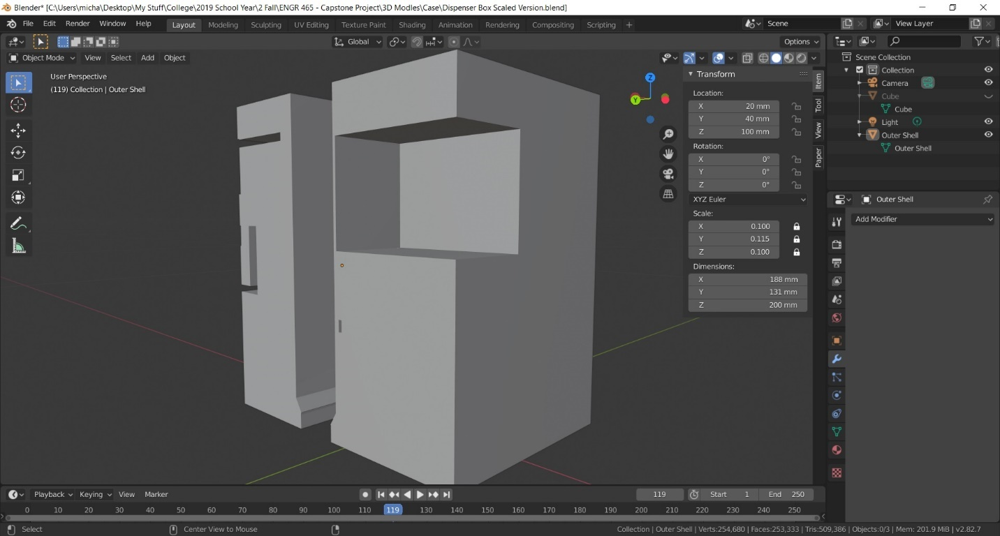 Blender* [C:\Users\micha\Desktop\My Stuff\College\2019 School Year\2 Fall\ENGR 465 - Capstone Project\3D Modles\Case\Dispenser Box Scaled Version.blend]
File Edit Render Window Help Layout Modeling Sculpting UV Editing Texture Paint Shading Animation Rendering Compositing Scripting + Scene View Layer
Global Options
Object Mode View Select Add Object
User Perspective
(119) Collection | Outer Shell
Z
Y
Transform
Location:
X 20 mm
Y 40 mm
Z 100 mm
Rotation:
X 0°
Y 0°
Z 0°
XYZ Euler
Scale:
X 0.100
Y 0.115
Z 0.100
Dimensions:
X 188 mm
Y 131 mm
Z 200 mm
Item
Tool
View
Paper
Scene Collection
Collection
Camera
Cube
Cube
Light
Outer Shell
Outer Shell
Outer Shell
Add Modifier
Playback Keying View Marker 119 Start 1 End 250
0 10 20 30 40 50 60 70 80 90 100 110 119 130 140 150 160 170 180 190 200 210 220 230 240 250
Select Center View to Mouse Collection | Outer Shell | Verts:254,680 | Faces:253,333 | Tris:509,386 | Objects:0/3 | Mem: 201.9 MiB | v2.82.7